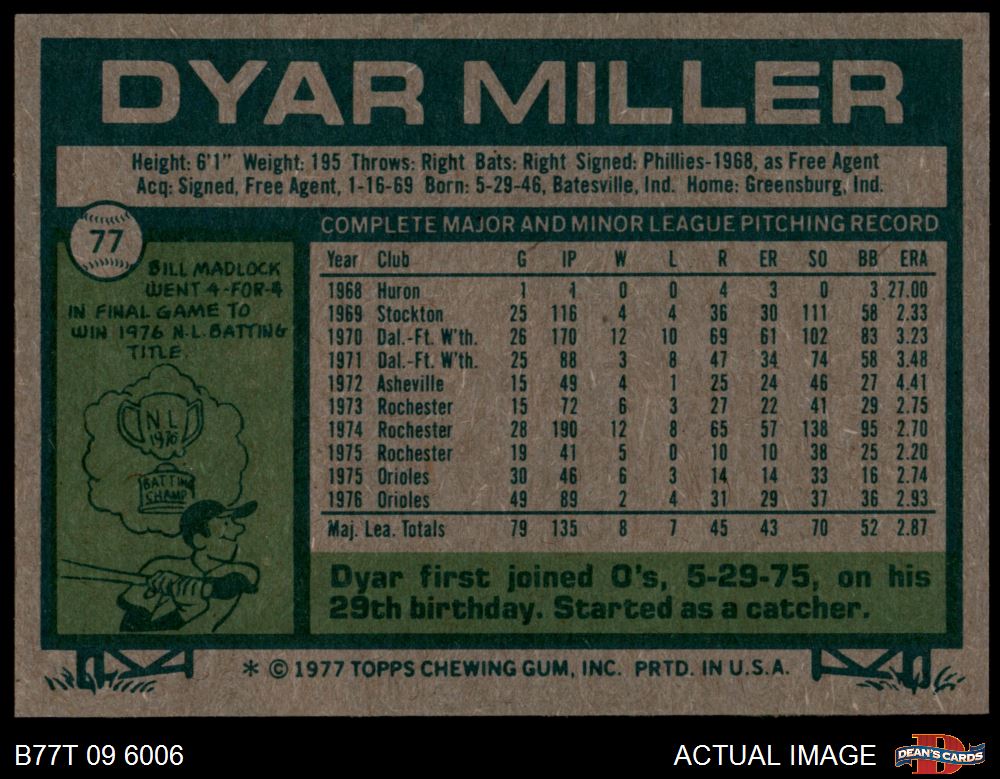 DYAR MILLER
Height: 6'1" Weight: 195 Throws: Right Bats: Right Signed: Phillies-1968, as Free Agent
Acq: Signed, Free Agent, 1-16-69 Born: 5-29-46, Batesville, Ind. Home: Greensburg, Ind.
77
BILL MADLOCK
WENT 4-FOR-4
IN FINAL GAME TO
WIN 1976 N.L. BATTING
TITLE.
NL
1976
BATTING
CHAMP
COMPLETE MAJOR AND MINOR LEAGUE PITCHING RECORD
Year Club G IP W L R ER SO BB ERA
1968 Huron 1 1 0 0 4 3 0 3 27.00
1969 Stockton 25 116 4 4 36 30 111 58 2.33
1970 Dal.-Ft. W'th. 26 170 12 10 69 61 102 83 3.23
1971 Dal.-Ft. W'th. 25 88 3 8 47 34 74 58 3.48
1972 Asheville 15 49 4 1 25 24 46 27 4.41
1973 Rochester 15 72 6 3 27 22 41 29 2.75
1974 Rochester 28 190 12 8 65 57 138 95 2.70
1975 Rochester 19 41 5 0 10 10 38 25 2.20
1975 Orioles 30 46 6 3 14 14 33 16 2.74
1976 Orioles 49 89 2 4 31 29 37 36 2.93
Maj. Lea. Totals 79 135 8 7 45 43 70 52 2.87
Dyar first joined O's, 5-29-75, on his
29th birthday. Started as a catcher.
* © 1977 TOPPS CHEWING GUM, INC. PRTD. IN U.S.A.
B77T 09 6006
ACTUAL IMAGE
DEAN'S CARDS